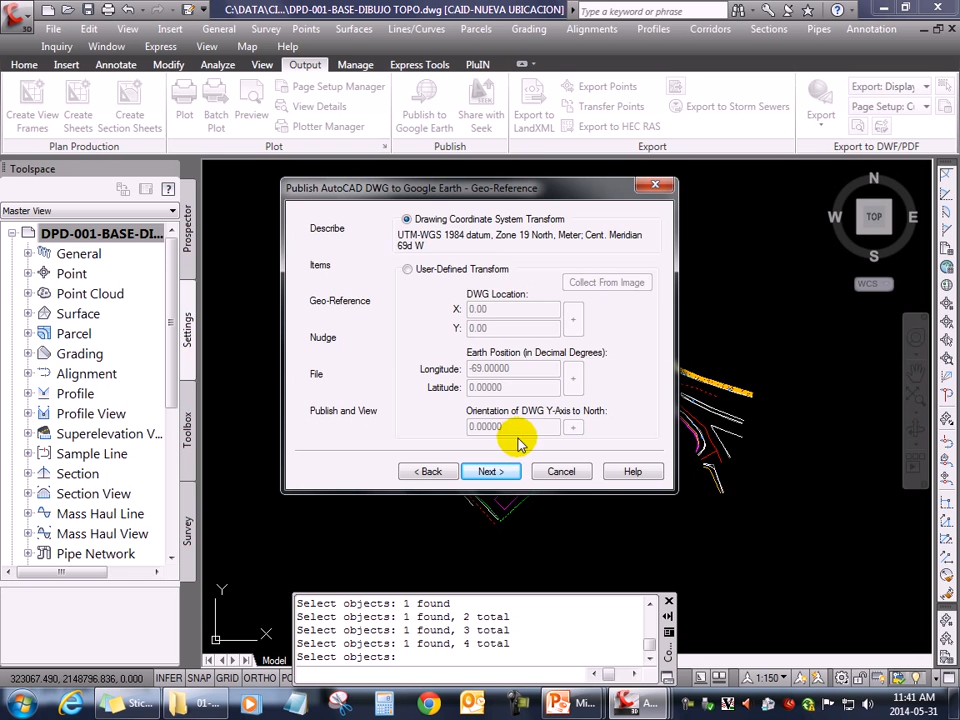 C:\DATA\CI...\DPD-001-BASE-DIBUJO TOPO.dwg [CAID-NUEVA UBICACION]
Type a keyword or phrase
3D
File Edit View Insert General Survey Points Surfaces Lines/Curves Parcels Grading Alignments Profiles Corridors Sections Pipes Annotation
Inquiry Window Express View Map Help
Home Insert Annotate Modify Analyze View Output Manage Express Tools PluIN
Create View Frames
Create Sheets
Create Section Sheets
Plan Production
Plot
Batch Plot
Preview
Page Setup Manager
View Details
Plotter Manager
Plot
Publish to Google Earth
Share with Seek
Publish
Export to LandXML
Export Points
Transfer Points
Export to HEC RAS
Export to Storm Sewers
Export
Export
Export: Display
Page Setup: C
Export to DWF/PDF
Toolspace
Master View
DPD-001-BASE-DI...
General
Point
Point Cloud
Surface
Parcel
Grading
Alignment
Profile
Profile View
Superelevation V...
Sample Line
Section
Section View
Mass Haul Line
Mass Haul View
Pipe Network
Prospector
Settings
Toolbox
Survey
Publish AutoCAD DWG to Google Earth - Geo-Reference
Describe
Items
Geo-Reference
Nudge
File
Publish and View
Drawing Coordinate System Transform
UTM-WGS 1984 datum, Zone 19 North, Meter; Cent. Meridian
69d W
User-Defined Transform
Collect From Image
DWG Location:
X: 0.00
Y: 0.00
+
Earth Position (in Decimal Degrees):
Longitude: -69.00000
Latitude: 0.00000
+
Orientation of DWG Y-Axis to North:
0.00000 +
< Back Next > Cancel Help
N
W TOP E
S
WCS
Y
X
Select objects: 1 found
Select objects: 1 found, 2 total
Select objects: 1 found, 3 total
Select objects: 1 found, 4 total
Select objects:
Co...
Model
323067.490, 2148796.836, 0.000 INFER SNAP GRID ORTHO
1:150
Stic...
01-...
Mi...
A...
11:41 AM
2014-05-31